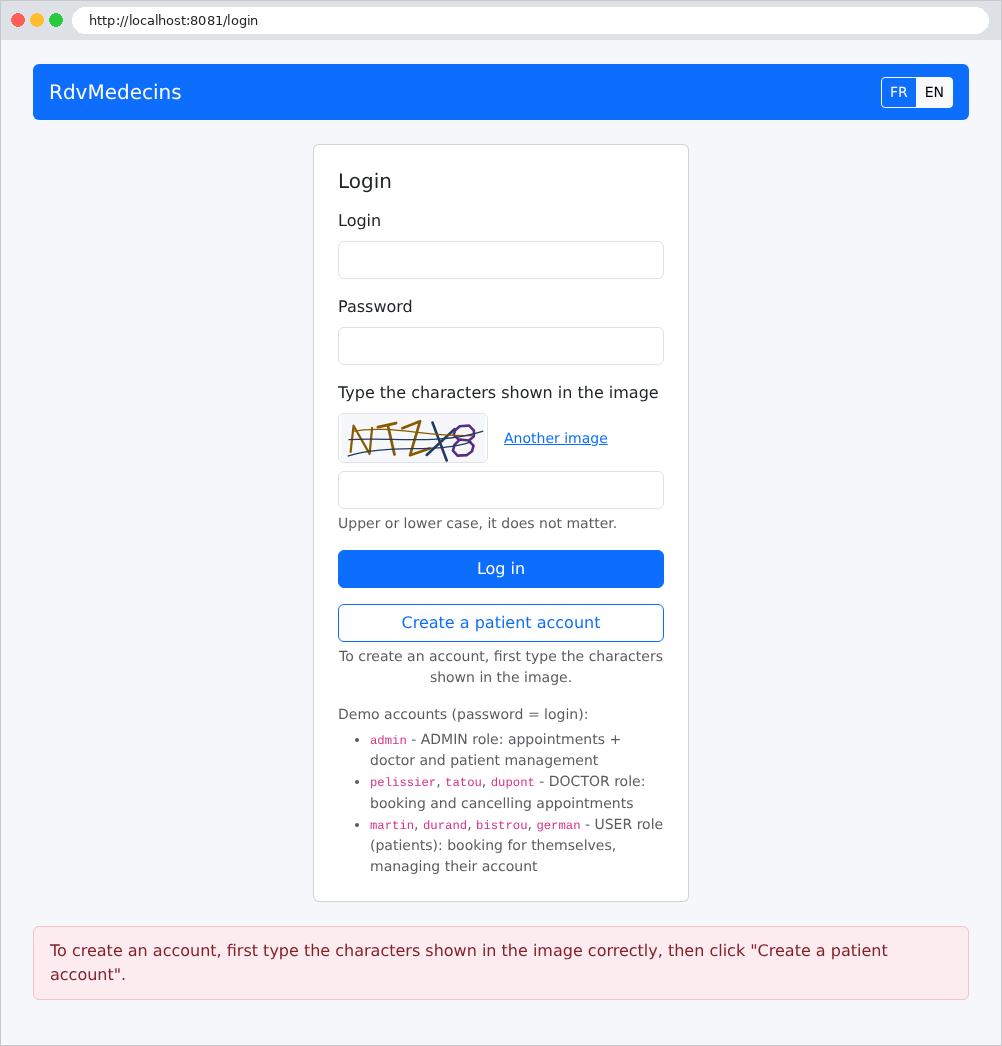 http://localhost:8081/login
RdvMedecins
FR EN
Login
Login
Password
Type the characters shown in the image
NTZX8
Another image
Upper or lower case, it does not matter.
Log in
Create a patient account
To create an account, first type the characters
shown in the image.
Demo accounts (password = login):
• admin - ADMIN role: appointments +
doctor and patient management
• pelissier, tatou, dupont - DOCTOR role:
booking and cancelling appointments
• martin, durand, bistrou, german - USER role
(patients): booking for themselves,
managing their account
To create an account, first type the characters shown in the image correctly, then click "Create a patient
account".